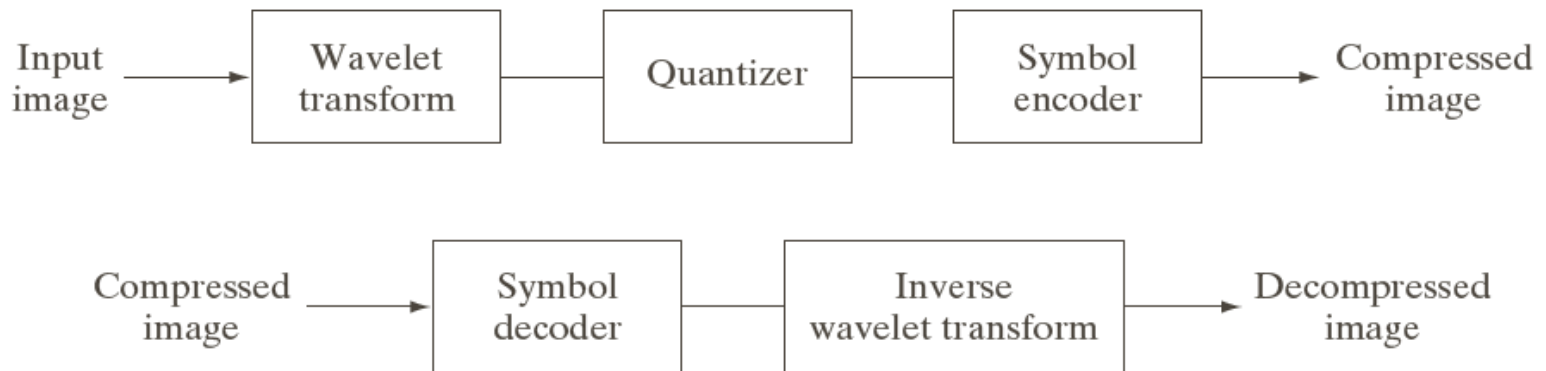 Input
image
Wavelet
transform
Quantizer
Symbol
encoder
Compressed
image
Compressed
image
Symbol
decoder
Inverse
wavelet transform
Decompressed
image